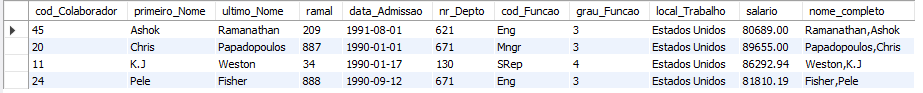 cod_Colaborador primeiro_Nome ultimo_Nome ramal data_Admissao nr_Depto cod_Funcao grau_Funcao local_Trabalho salario nome_completo
45 Ashok Ramanathan 209 1991-08-01 621 Eng 3 Estados Unidos 80689.00 Ramanathan,Ashok
20 Chris Papadopoulos 887 1990-01-01 671 Mngr 3 Estados Unidos 89655.00 Papadopoulos,Chris
11 K.J Weston 34 1990-01-17 130 SRep 4 Estados Unidos 86292.94 Weston,K.J
24 Pele Fisher 888 1990-09-12 671 Eng 3 Estados Unidos 81810.19 Fisher,Pele